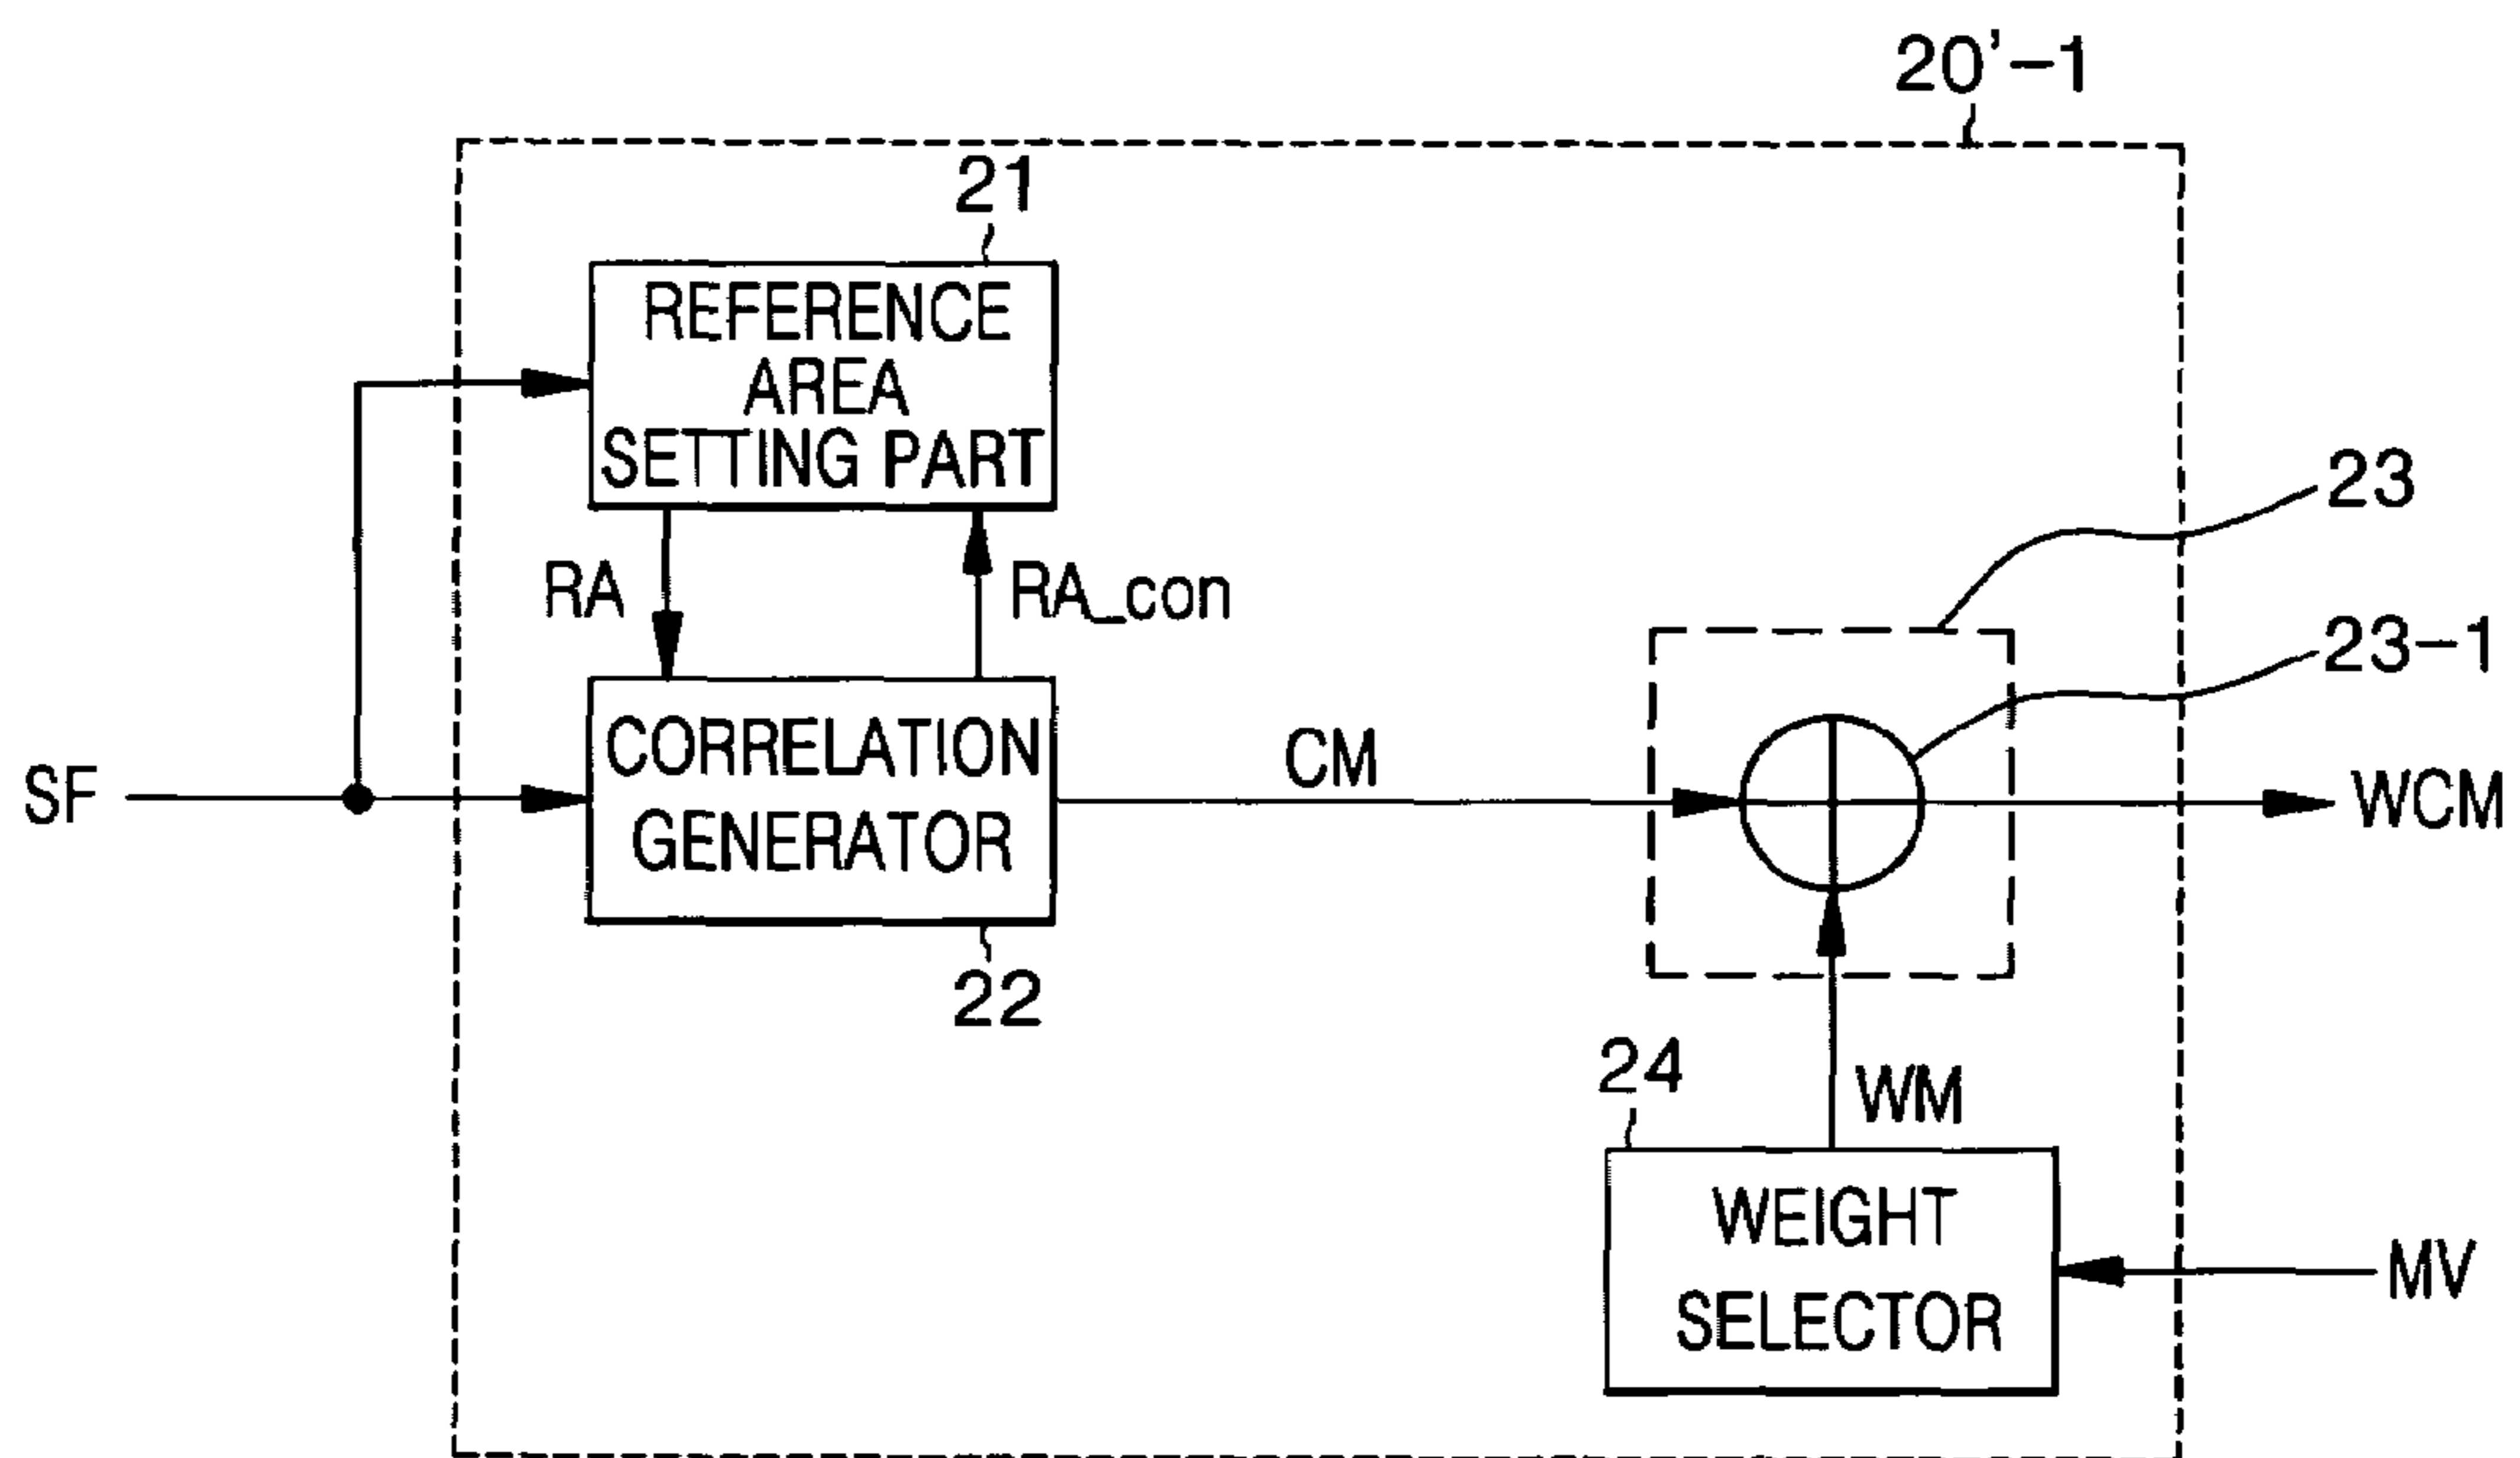 20'-1
21
REFERENCE
AREA
SETTING PART
23
RA
RA_con
23-1
SF
CORRELATION
GENERATOR
CM
WCM
22
24
WM
WEIGHT
SELECTOR
MV